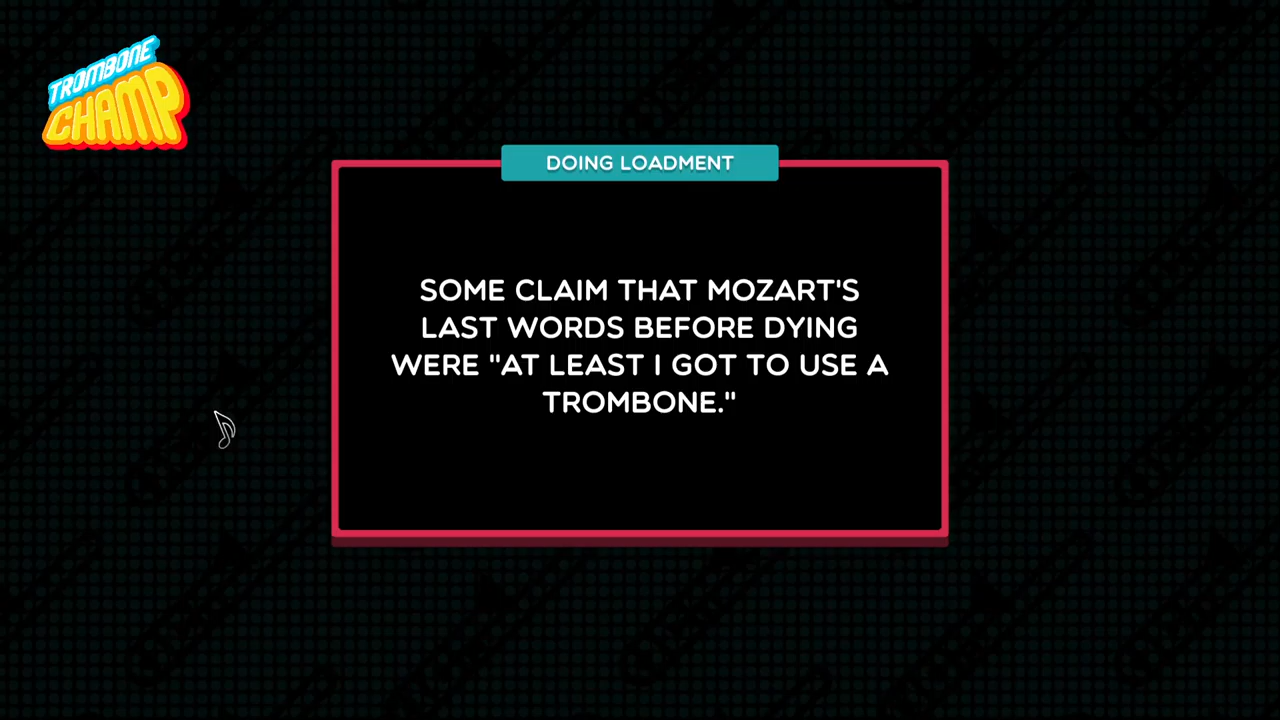 TROMBONE
CHAMP
DOING LOADMENT
SOME CLAIM THAT MOZART'S
LAST WORDS BEFORE DYING
WERE "AT LEAST I GOT TO USE A
TROMBONE."